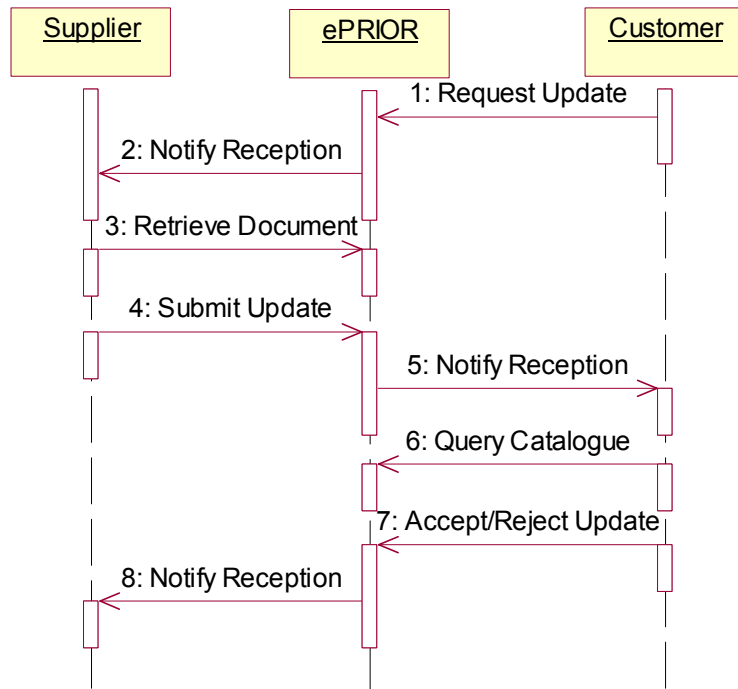 Supplier
ePRIOR
Customer
1: Request Update
2: Notify Reception
3: Retrieve Document
4: Submit Update
5: Notify Reception
6: Query Catalogue
7: Accept/Reject Update
8: Notify Reception